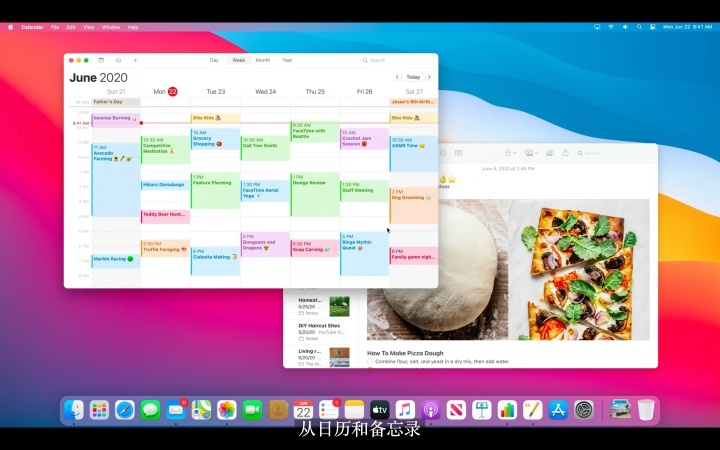 Calendar File Edit View Window Help
Mon Jun 22 9:41 AM
Day Week Month Year
Search
June 2020
Today
Sun 21 Mon 22 Tue 23 Wed 24 Thu 25 Fri 26 Sat 27
all-day
Father's Day
Jesse's 9th birth...
Incense Burning
Bike Ride
Bike Ride
9:41 AM
9:30 AM
FaceTime with
Beattie
10:30 AM
Competitive
Meditation
10 AM
Grocery
Shopping
10:30 AM
Call Trev Smith
10 AM
Crochet Jam
Session
10:30 AM
ASMR Time
11 AM
Avocado
Farming
Hikaru Dorodango
1 PM
Feature Planning
1:30 PM
FaceTime Aerial
Yoga
1 PM
Design Review
1:30 PM
Staff Meeting
2 PM
Dog Grooming
Teddy Bear Hunt...
5:30 PM
Truffle Foraging
6 PM
Ciabatta Making
5 PM
Dungeons and
Dragons
5:30 PM
Soap Carving
5 PM
Binge Mythic
Quest
6 PM
Family game nigh...
Marble Racing
Search
June 4, 2020 at 2:49 PM
Homest...
5/25/20
Notes
DIY Haircut Sites
5/22/20 YouTube Vi...
Notes
Living r...
5/20/20
How To Make Pizza Dough
Combine flour, salt, and yeast in a dry mix, then add water.
JUN
22
tv
从日历和备忘录